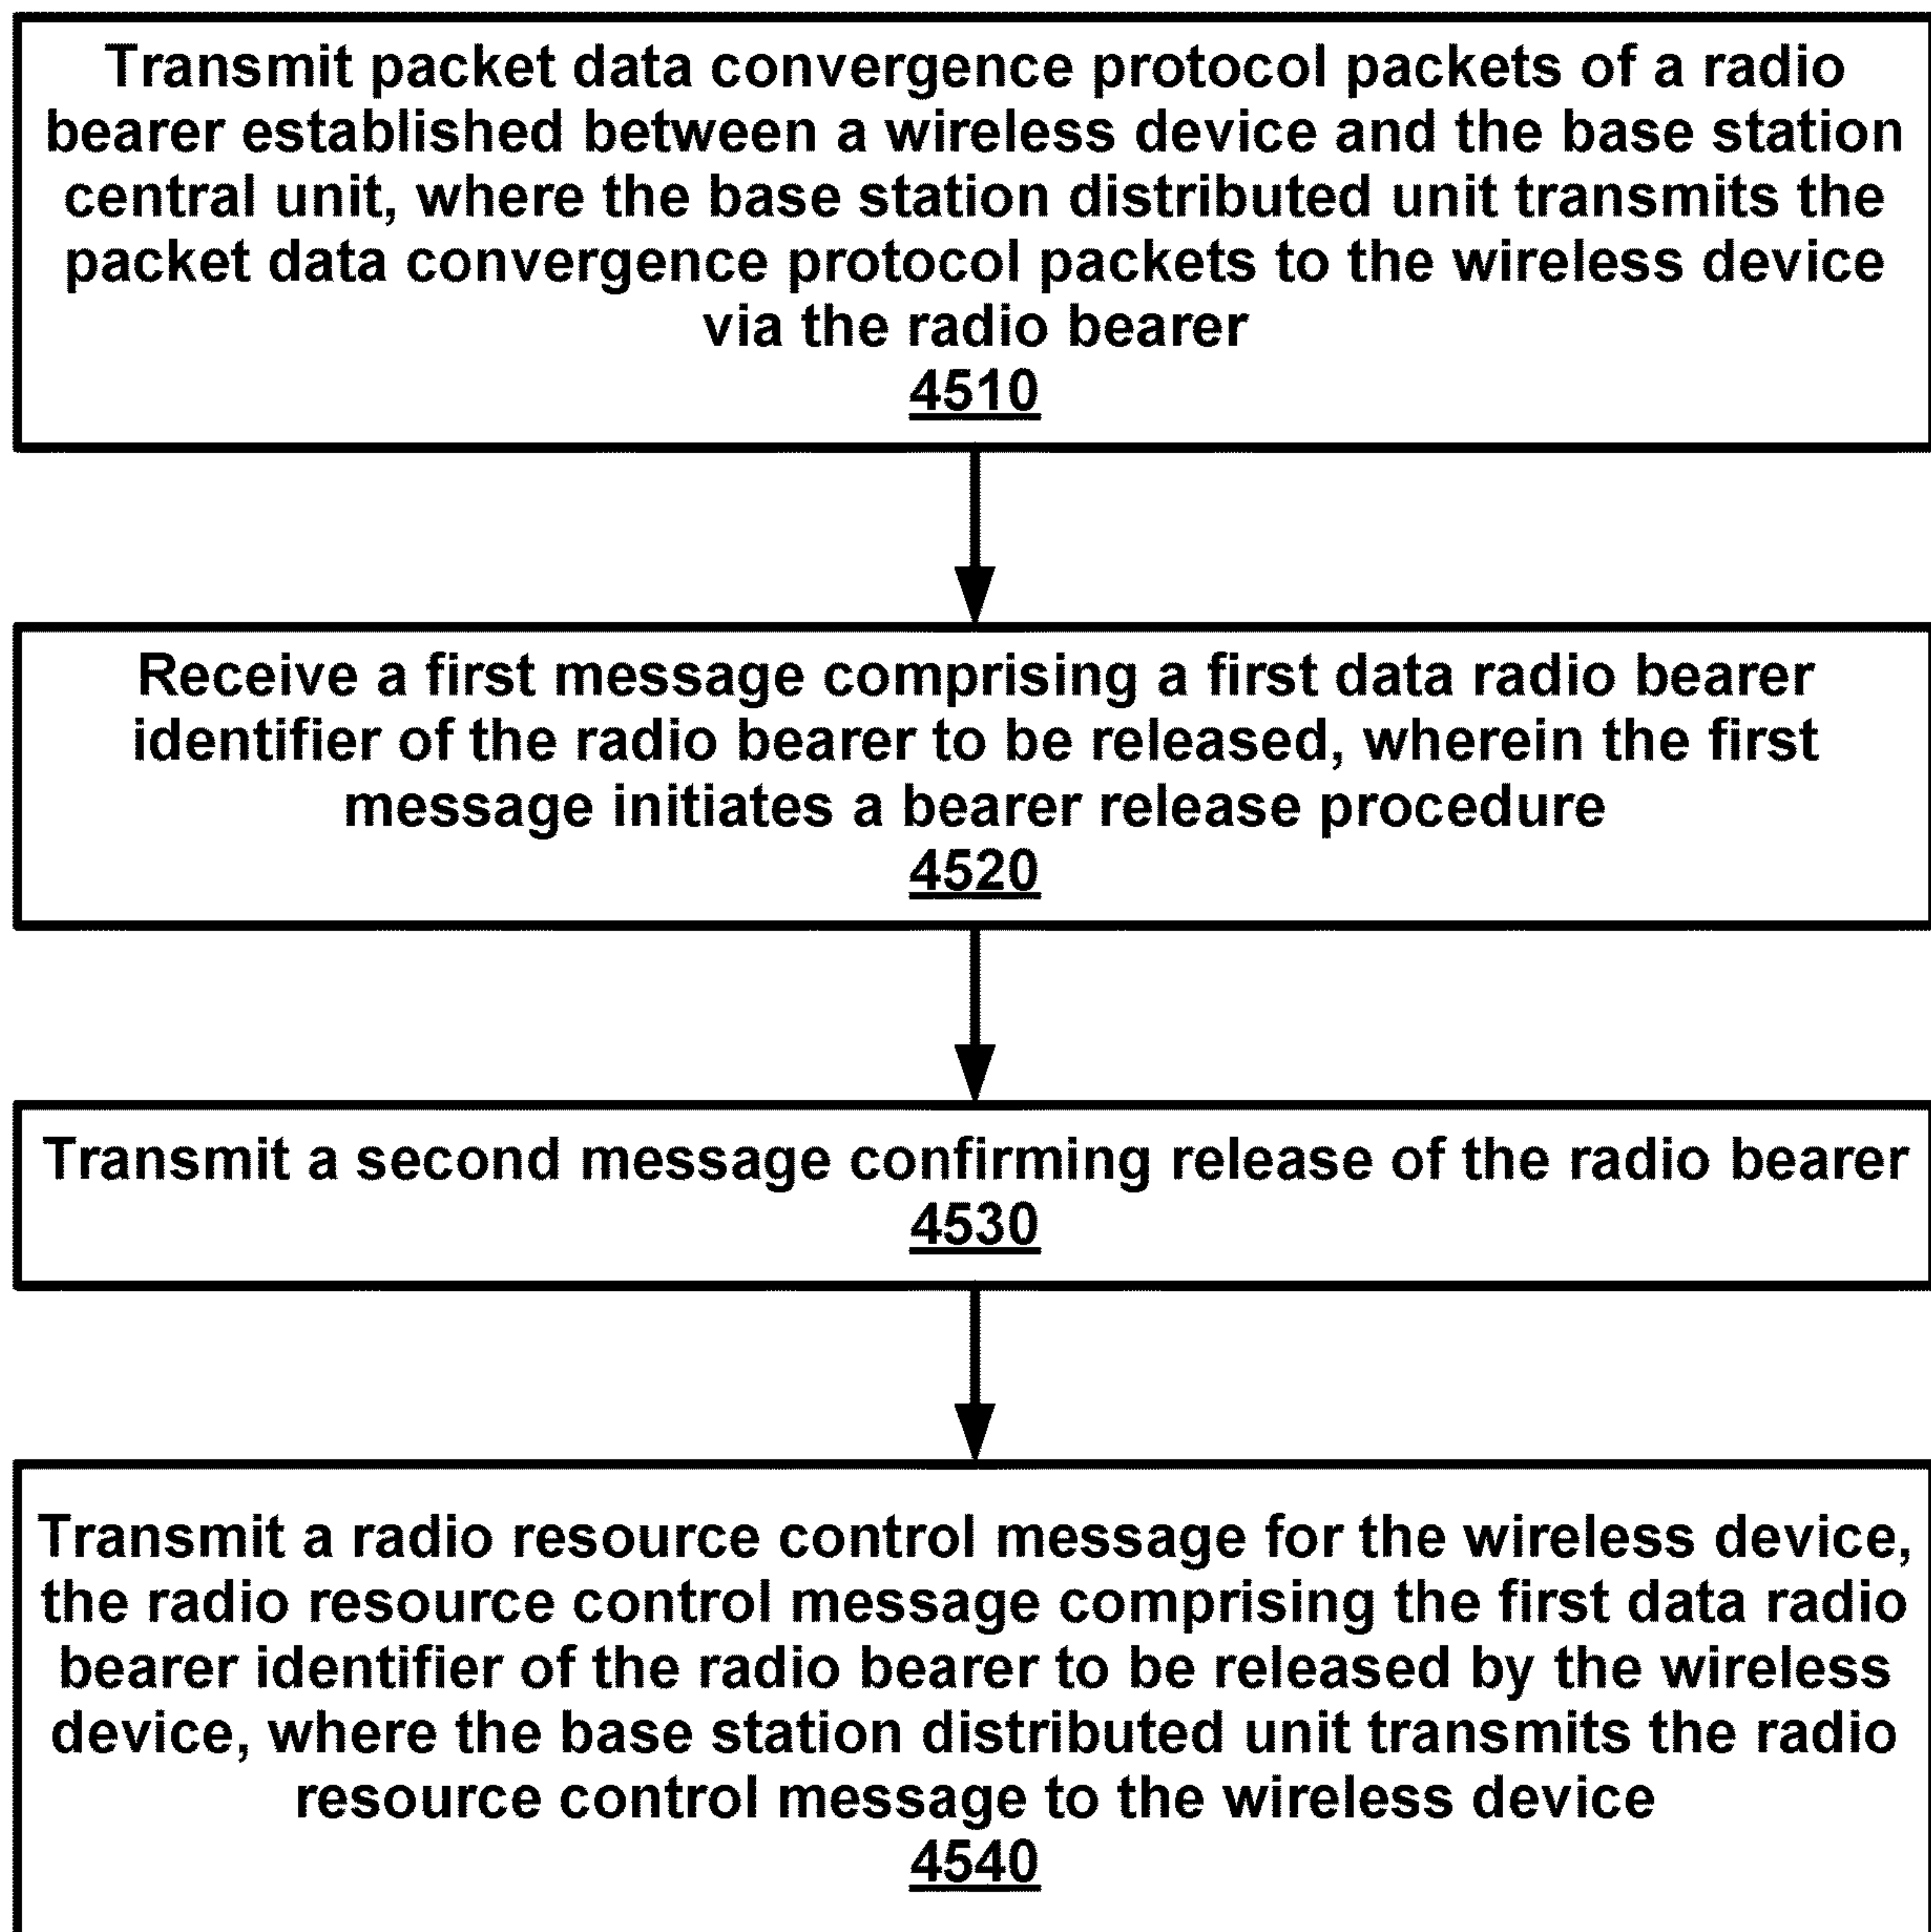 Transmit packet data convergence protocol packets of a radio
bearer established between a wireless device and the base station
central unit, where the base station distributed unit transmits the
packet data convergence protocol packets to the wireless device
via the radio bearer
4510
Receive a first message comprising a first data radio bearer
identifier of the radio bearer to be released, wherein the first
message initiates a bearer release procedure
4520
Transmit a second message confirming release of the radio bearer
4530
Transmit a radio resource control message for the wireless device,
the radio resource control message comprising the first data radio
bearer identifier of the radio bearer to be released by the wireless
device, where the base station distributed unit transmits the radio
resource control message to the wireless device
4540